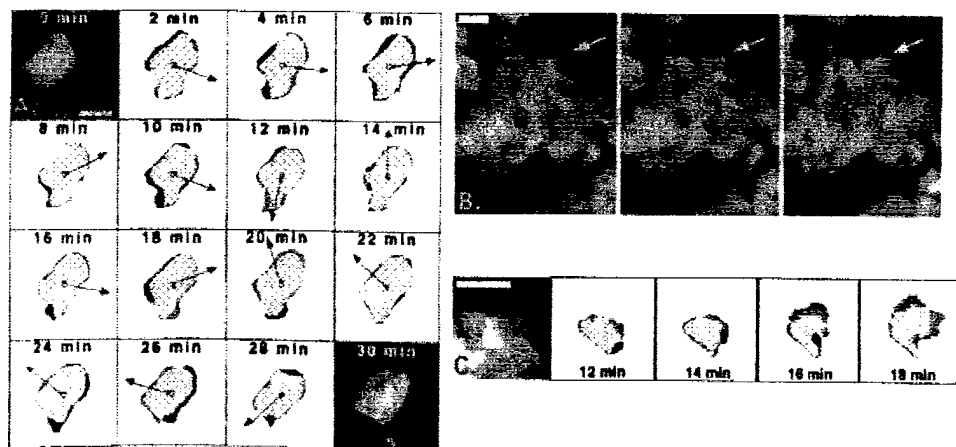 0 min 2 min 4 min 6 min
A.
8 min 10 min 12 min 14 min
16 min 18 min 20 min 22 min
24 min 26 min 28 min 30 min
B.
C.
12 min 14 min 16 min 18 min